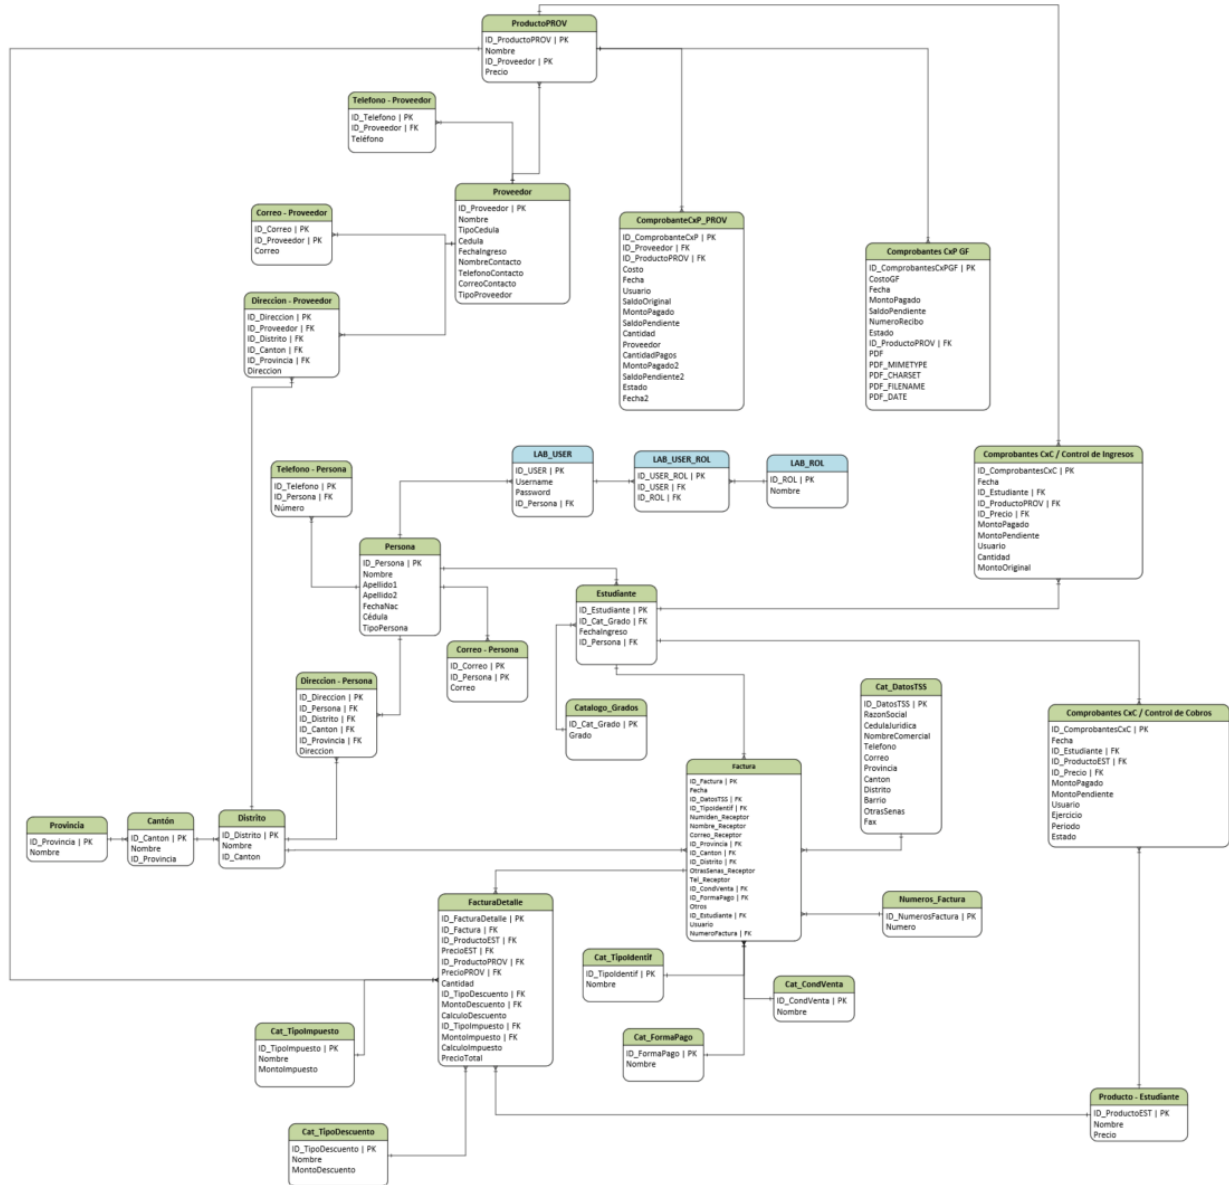 ProductoPROV
ID_ProductoPROV | PK
Nombre
ID_Proveedor | PK
Precio
Telefono - Proveedor
ID_Telefono | PK
ID_Proveedor | FK
Teléfono
Proveedor
ID_Proveedor | PK
Nombre
TipoCedula
Cedula
FechaIngreso
NombreContacto
TelefonoContacto
CorreoContacto
TipoProveedor
Correo - Proveedor
ID_Correo | PK
ID_Proveedor | PK
Correo
Direccion - Proveedor
ID_Direccion | PK
ID_Proveedor | FK
ID_Distrito | FK
ID_Canton | FK
ID_Provincia | FK
Direccion
ComprobanteCxP_PROV
ID_ComprobanteCxP | PK
ID_Proveedor | FK
ID_ProductoPROV | FK
Costo
Fecha
Usuario
SaldoOriginal
MontoPagado
SaldoPendiente
Cantidad
Proveedor
CantidadPagos
MontoPagado2
SaldoPendiente2
Estado
Fecha2
Comprobantes CxP GF
ID_ComprobantesCxPGF | PK
CostoGF
Fecha
MontoPagado
SaldoPendiente
NumeroRecibo
Estado
ID_ProductoPROV | FK
PDF
PDF_MIMETYPE
PDF_CHARSET
PDF_FILENAME
PDF_DATE
LAB_USER
ID_USER | PK
Username
Password
ID_Persona | FK
LAB_USER_ROL
ID_USER_ROL | PK
ID_USER | FK
ID_ROL | FK
LAB_ROL
ID_ROL | PK
Nombre
Comprobantes CxC / Control de Ingresos
ID_ComprobantesCxC | PK
Fecha
ID_Estudiante | FK
ID_ProductoPROV | FK
ID_Precio | FK
MontoPagado
MontoPendiente
Usuario
Cantidad
MontoOriginal
Telefono - Persona
ID_Telefono | PK
ID_Persona | FK
Número
Persona
ID_Persona | PK
Nombre
Apellido1
Apellido2
FechaNac
Cédula
TipoPersona
Estudiante
ID_Estudiante | PK
ID_Cat_Grado | FK
FechaIngreso
ID_Persona | FK
Correo - Persona
ID_Correo | PK
ID_Persona | PK
Correo
Direccion - Persona
ID_Direccion | PK
ID_Persona | FK
ID_Distrito | FK
ID_Canton | FK
ID_Provincia | FK
Direccion
Catalogo_Grados
ID_Cat_Grado | PK
Grado
Cat_DatosTSS
ID_DatosTSS | PK
RazonSocial
CedulaJuridica
NombreComercial
Telefono
Correo
Provincia
Canton
Distrito
Barrio
OtrasSenas
Fax
Comprobantes CxC / Control de Cobros
ID_ComprobantesCxC | PK
Fecha
ID_Estudiante | FK
ID_ProductoEST | FK
ID_Precio | FK
MontoPagado
MontoPendiente
Usuario
Ejercicio
Periodo
Estado
Factura
ID_Factura | PK
Fecha
ID_DatosTSS | FK
ID_TipoIdentif | FK
Numiden_Receptor
Nombre_Receptor
Correo_Receptor
ID_Provincia | FK
ID_Canton | FK
ID_Distrito | FK
OtrasSenas_Receptor
Tel_Receptor
ID_CondVenta | FK
ID_FormaPago | FK
Otros
ID_Estudiante | FK
Usuario
NumeroFactura | FK
Provincia
ID_Provincia | PK
Nombre
Cantón
ID_Canton | PK
Nombre
ID_Provincia
Distrito
ID_Distrito | PK
Nombre
ID_Canton
FacturaDetalle
ID_FacturaDetalle | PK
ID_Factura | FK
ID_ProductoEST | FK
PrecioEST | FK
ID_ProductoPROV | FK
PrecioPROV | FK
Cantidad
ID_TipoDescuento | FK
MontoDescuento | FK
CalculoDescuento
ID_TipoImpuesto | FK
MontoImpuesto | FK
CalculoImpuesto
PrecioTotal
Numeros_Factura
ID_NumerosFactura | PK
Numero
Cat_TipoIdentif
ID_TipoIdentif | PK
Nombre
Cat_CondVenta
ID_CondVenta | PK
Nombre
Cat_FormaPago
ID_FormaPago | PK
Nombre
Cat_TipoImpuesto
ID_TipoImpuesto | PK
Nombre
MontoImpuesto
Cat_TipoDescuento
ID_TipoDescuento | PK
Nombre
MontoDescuento
Producto - Estudiante
ID_ProductoEST | PK
Nombre
Precio